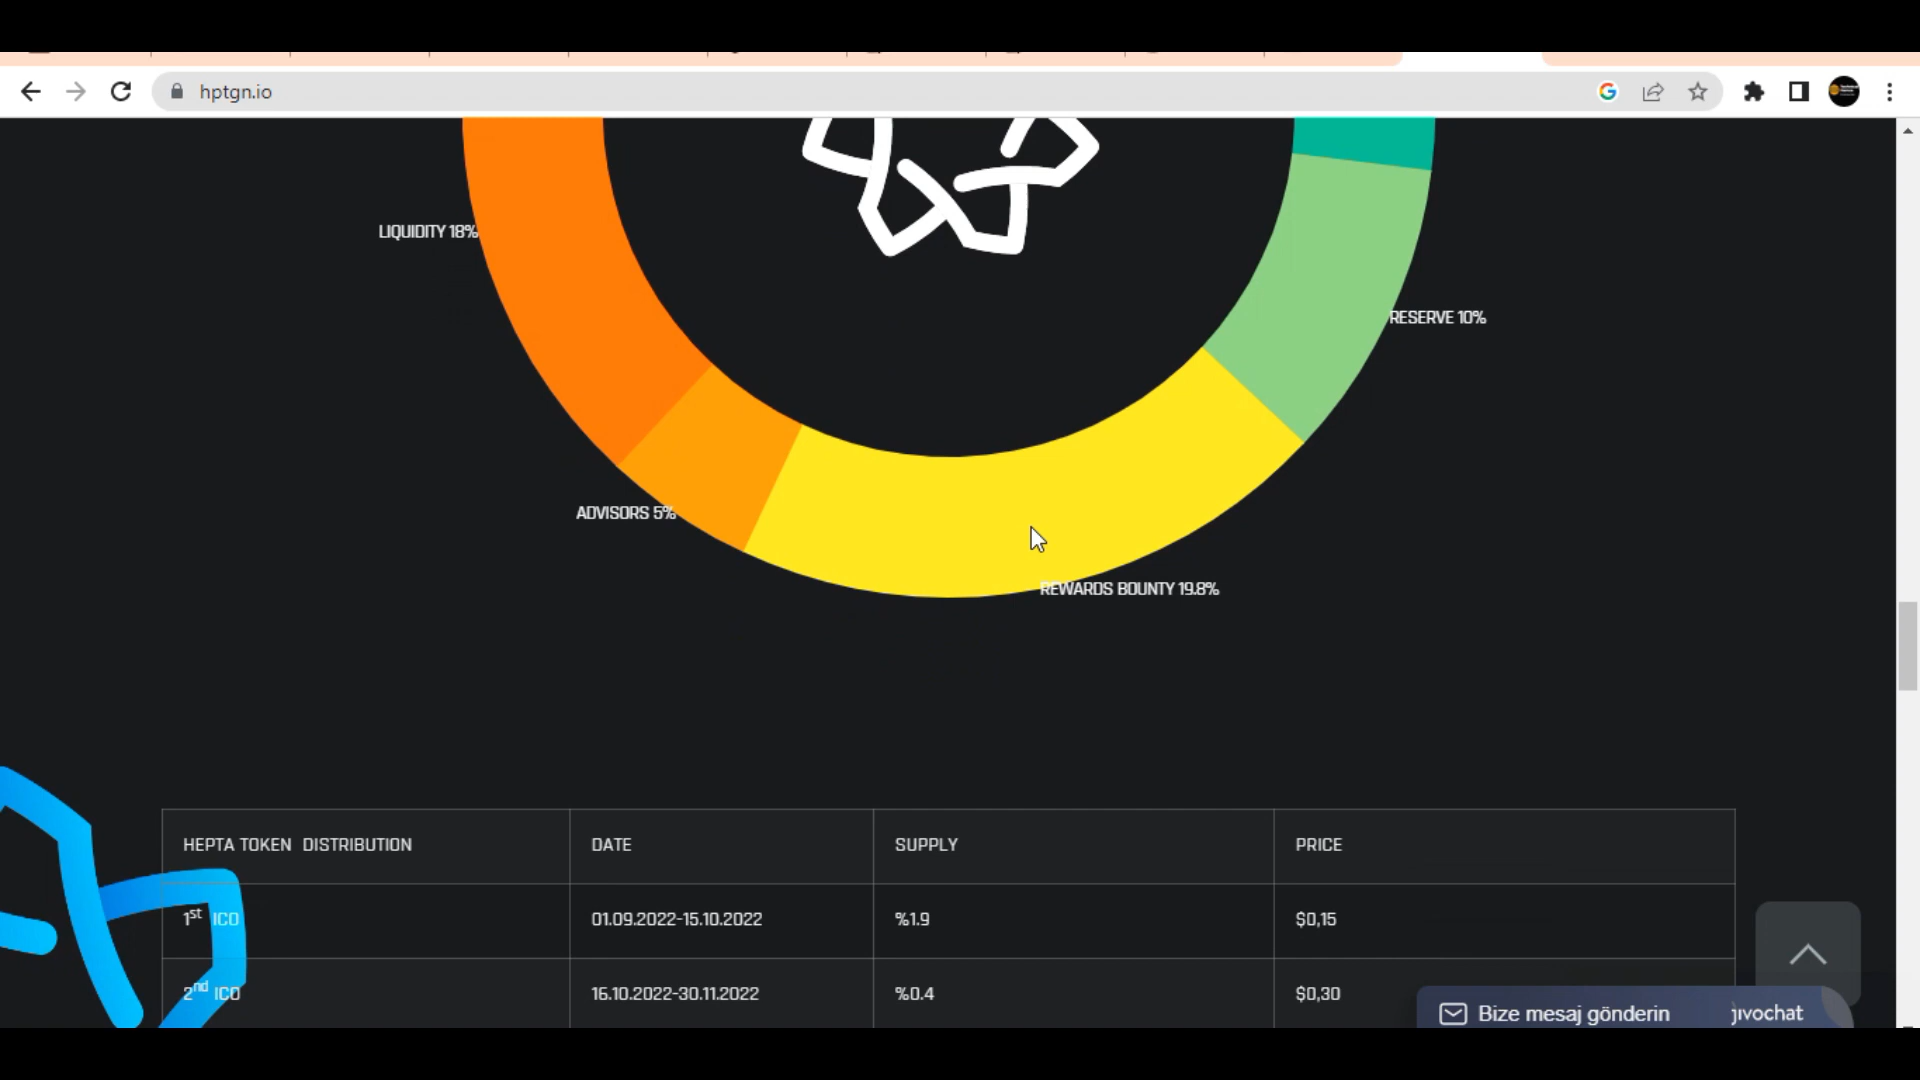 hptgn.io
LIQUIDITY 18%
RESERVE 10%
ADVISORS 5%
REWARDS BOUNTY 19.8%
HEPTA TOKEN DISTRIBUTION DATE SUPPLY PRICE
1st ICO 01.09.2022-15.10.2022 %1.9 $0,15
2nd ICO 16.10.2022-30.11.2022 %0.4 $0,30
Bize mesaj gönderin jivochat